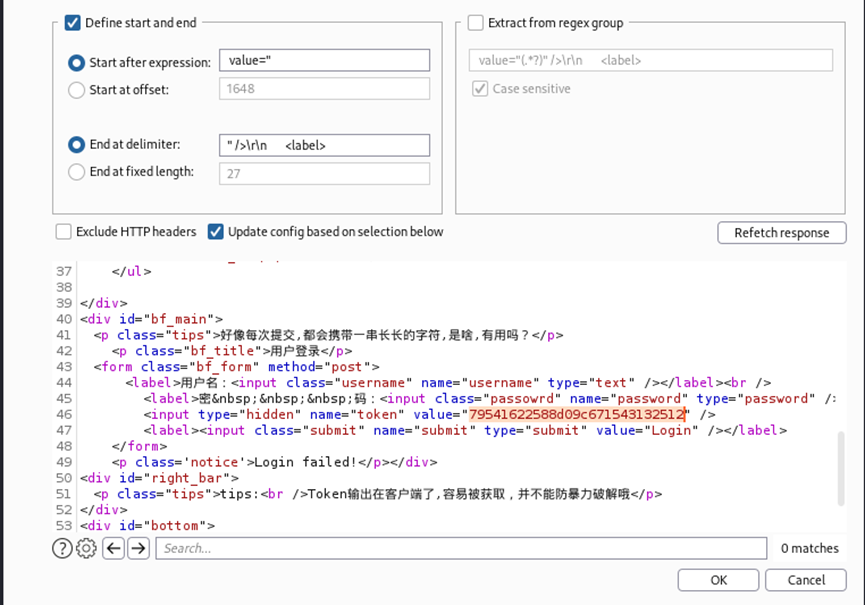 Define start and end
Start after expression: value="
Start at offset: 1648
End at delimiter: " />\r\n      <label>
End at fixed length: 27
Extract from regex group
value="(.*?)" />\r\n      <label>
Case sensitive
Exclude HTTP headers
Update config based on selection below
Refetch response
37 </ul>
38
39 </div>
40 <div id="bf_main">
41 <p class="tips">好像每次提交,都会携带一串长长的字符,是啥,有用吗？</p>
42 <p class="bf_title">用户登录</p>
43 <form class="bf_form" method="post">
44 <label>用户名：<input class="username" name="username" type="text" /></label><br />
45 <label>密&nbsp;&nbsp;&nbsp;码：<input class="passowrd" name="password" type="password" />
46 <input type="hidden" name="token" value="79541622588d09c671543132512" />
47 <label><input class="submit" name="submit" type="submit" value="Login" /></label>
48 </form>
49 <p class='notice'>Login failed!</p></div>
50 <div id="right_bar">
51 <p class="tips">tips:<br />Token输出在客户端了,容易被获取，并不能防暴力破解哦</p>
52 </div>
53 <div id="bottom">
Search...
0 matches
OK
Cancel